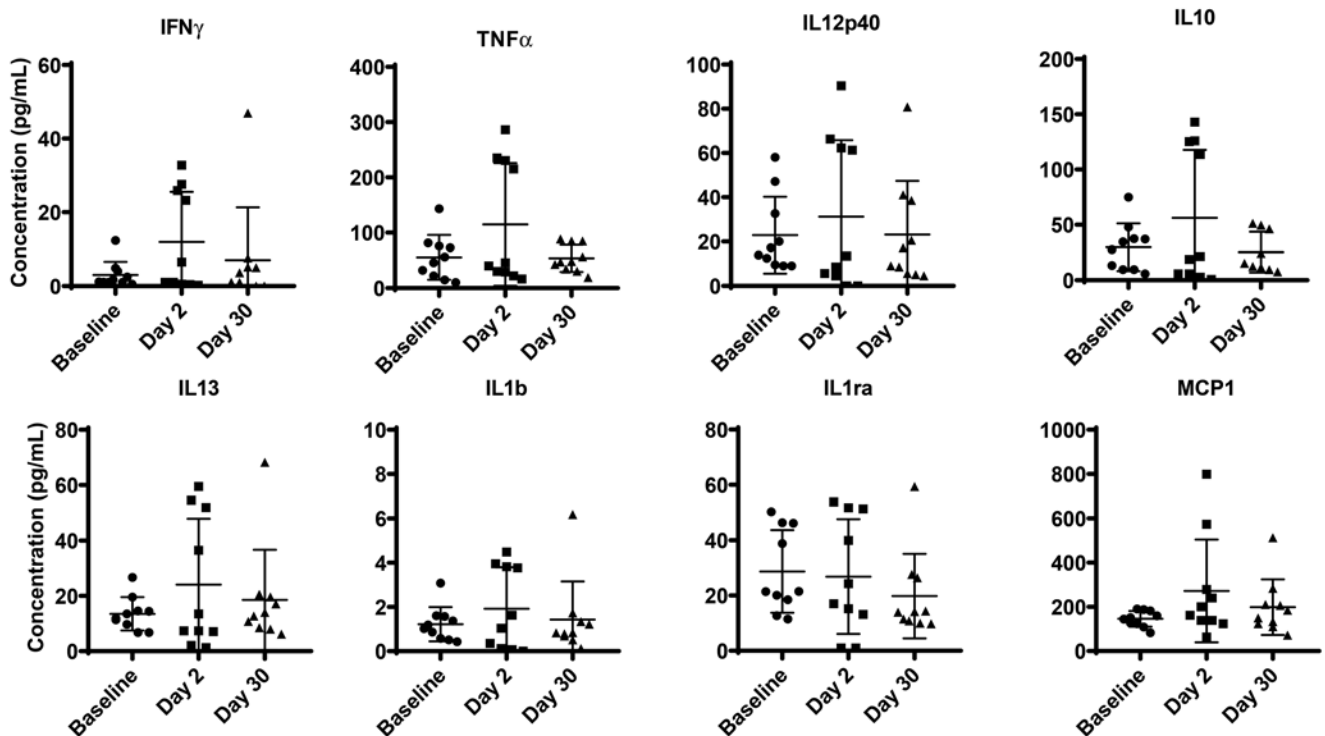 IFNγ
TNFα
IL12p40
IL10
Concentration (pg/mL)
60
40
20
0
Baseline
Day 2
Day 30
400
300
200
100
0
Baseline
Day 2
Day 30
100
80
60
40
20
0
Baseline
Day 2
Day 30
200
150
100
50
0
Baseline
Day 2
Day 30
IL13
IL1b
IL1ra
MCP1
Concentration (pg/mL)
80
60
40
20
0
Baseline
Day 2
Day 30
10
8
6
4
2
0
Baseline
Day 2
Day 30
80
60
40
20
0
Baseline
Day 2
Day 30
1000
800
600
400
200
0
Baseline
Day 2
Day 30